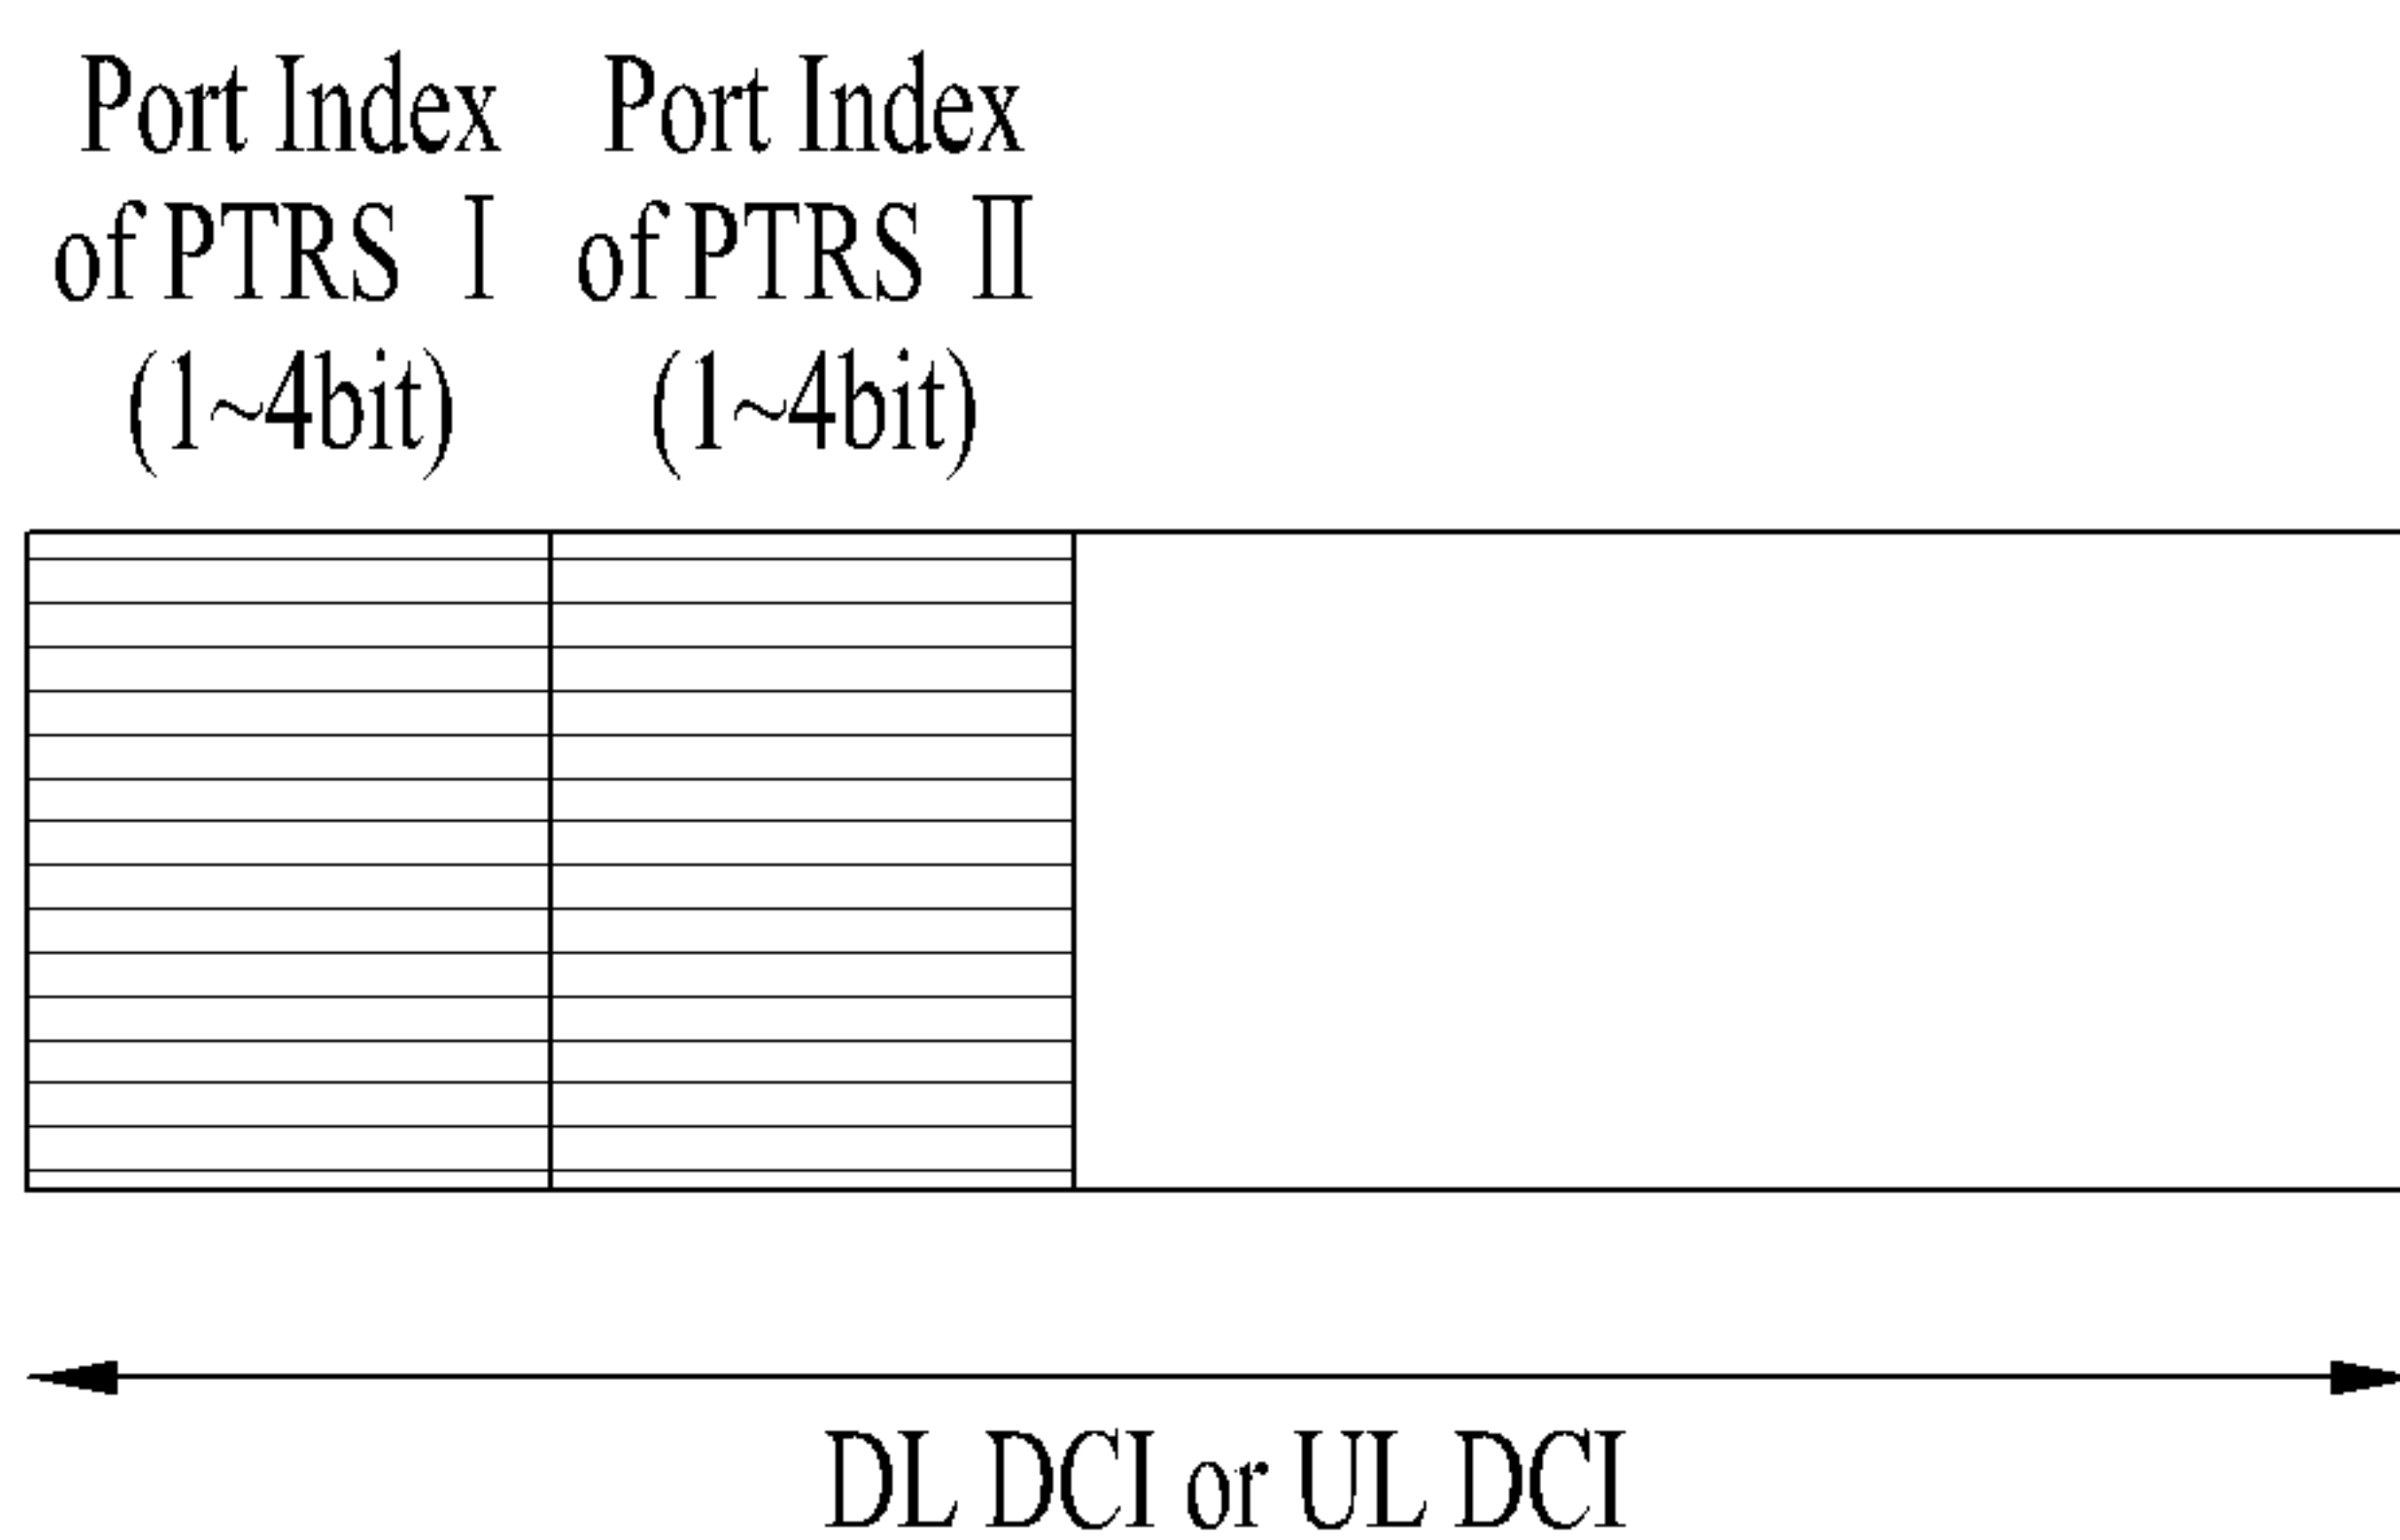 Port Index
of PTRS Ⅰ
(1~4bit)
Port Index
of PTRS Ⅱ
(1~4bit)
DL DCI or UL DCI